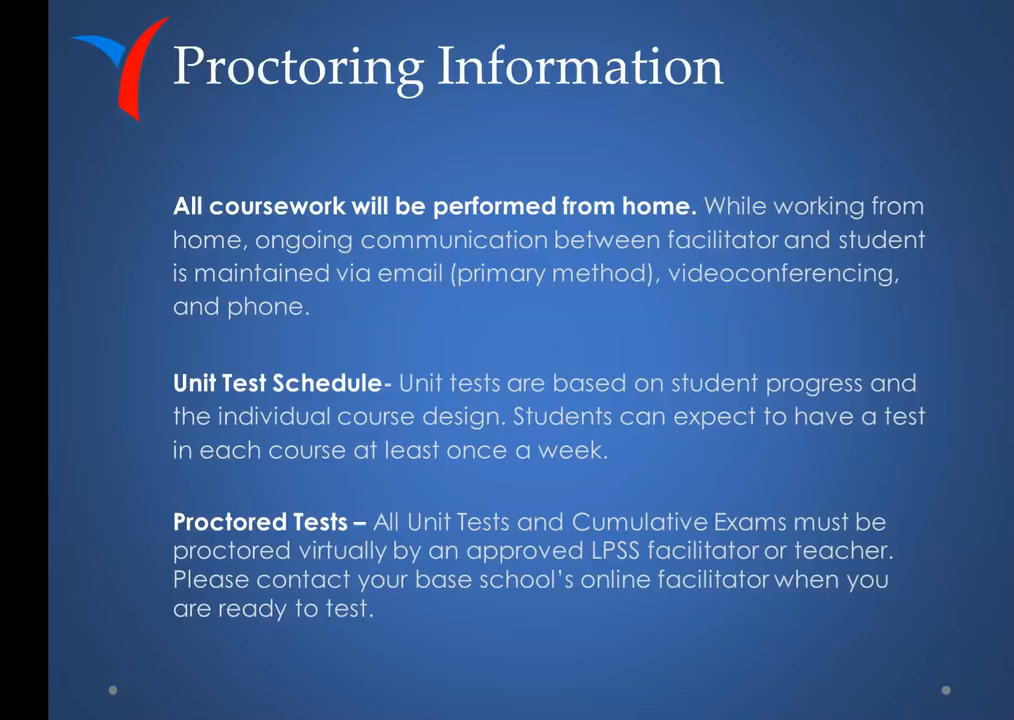 Proctoring Information
All coursework will be performed from home. While working from
home, ongoing communication between facilitator and student
is maintained via email (primary method), videoconferencing,
and phone.
Unit Test Schedule- Unit tests are based on student progress and
the individual course design. Students can expect to have a test
in each course at least once a week.
Proctored Tests – All Unit Tests and Cumulative Exams must be
proctored virtually by an approved LPSS facilitator or teacher.
Please contact your base school’s online facilitator when you
are ready to test.